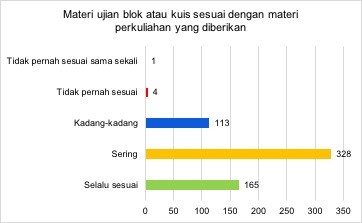 Materi ujian blok atau kuis sesuai dengan materi
perkuliahan yang diberikan
Tidak pernah sesuai sama sekali 1
Tidak pernah sesuai 4
Kadang-kadang 113
Sering 328
Selalu sesuai 165
0 50 100 150 200 250 300 350